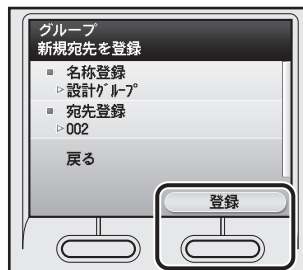 グループ
新規宛先を登録
■ 名称登録
▷設計ｸﾞﾙｰﾌﾟ
■ 宛先登録
▷002
戻る
登録